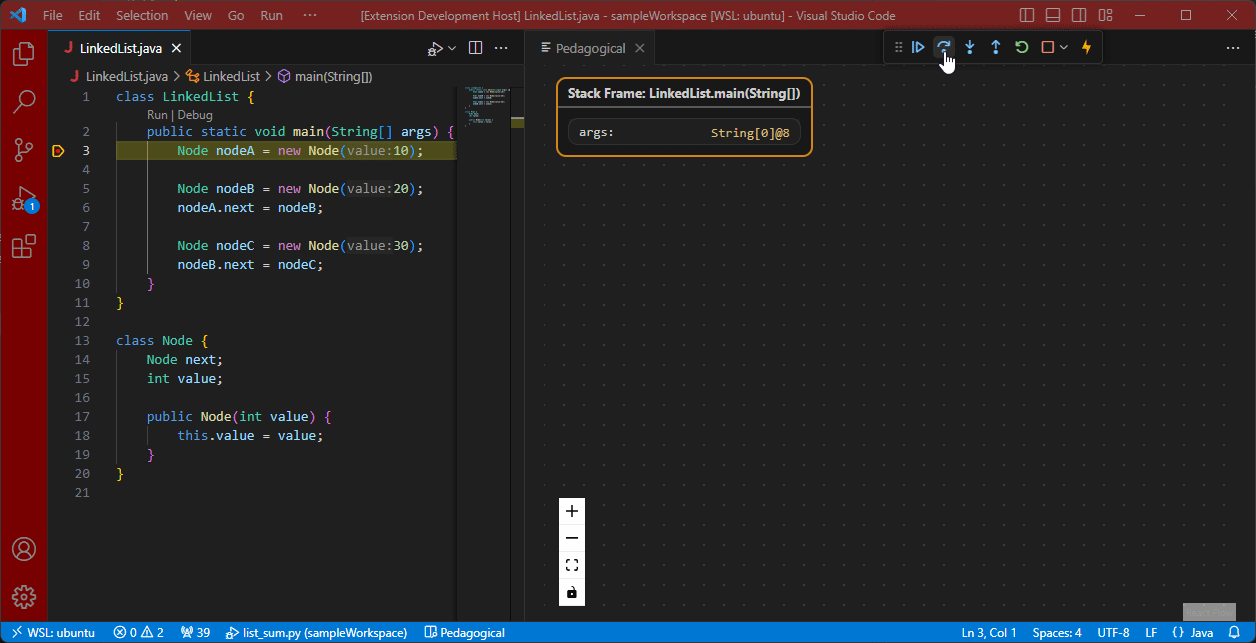 File Edit Selection View Go Run ··· [Extension Development Host] LinkedList.java - sampleWorkspace [WSL: ubuntu] - Visual Studio Code
J LinkedList.java
Pedagogical
J LinkedList.java > LinkedList > main(String[])
1 class LinkedList {
Run | Debug
2 public static void main(String[] args) {
3 Node nodeA = new Node(value:10);
4
5 Node nodeB = new Node(value:20);
6 nodeA.next = nodeB;
7
8 Node nodeC = new Node(value:30);
9 nodeB.next = nodeC;
10 }
11 }
12
13 class Node {
14 Node next;
15 int value;
16
17 public Node(int value) {
18 this.value = value;
19 }
20 }
21
1
Stack Frame: LinkedList.main(String[])
args: String[0]@8
WSL: ubuntu 0 2 39 list_sum.py (sampleWorkspace) Pedagogical Ln 3, Col 1 Spaces: 4 UTF-8 LF {} Java